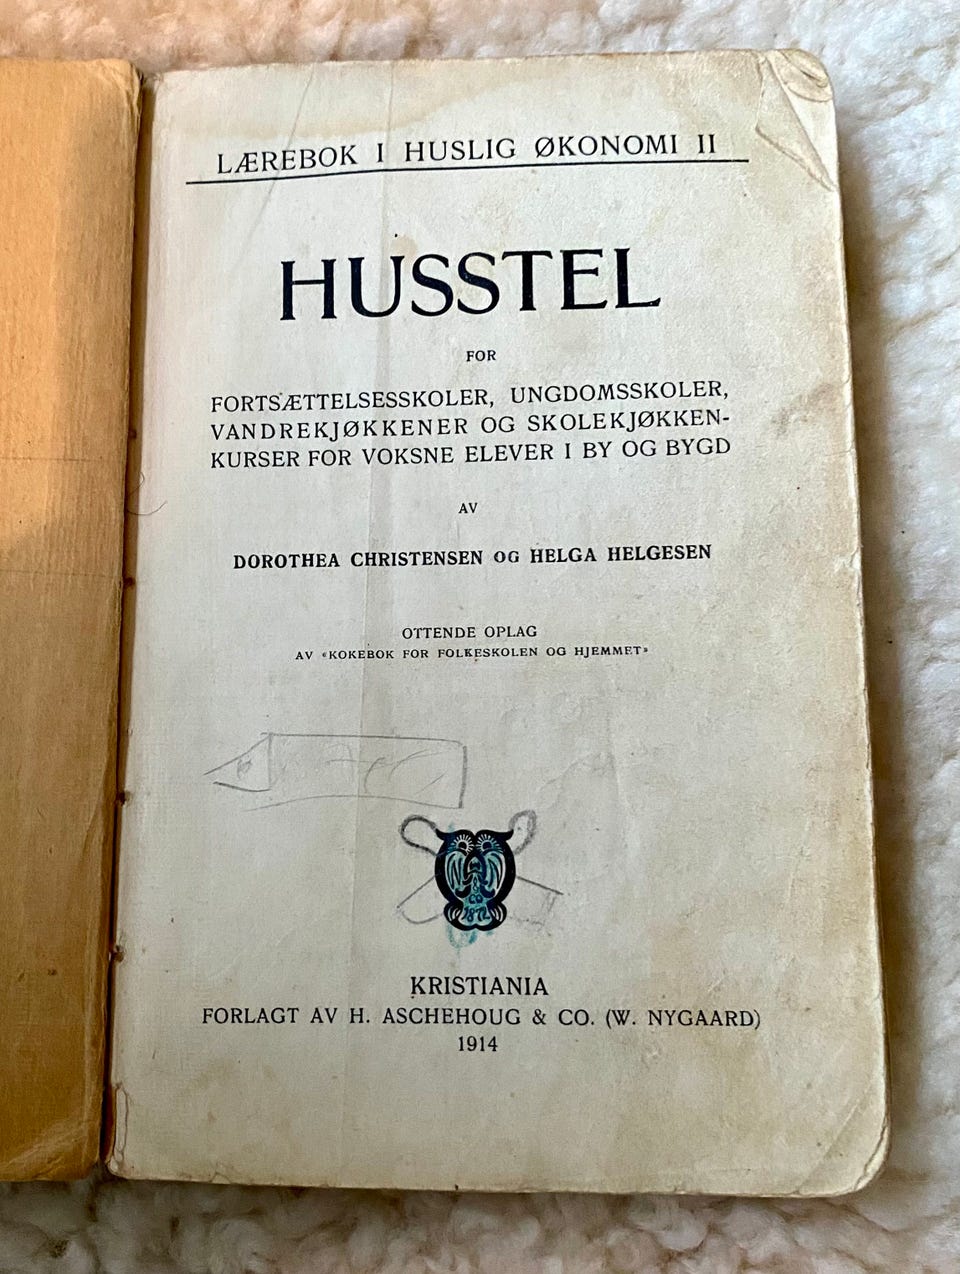 LÆREBOK I HUSLIG ØKONOMI II
HUSSTEL
FOR
FORTSÆTTELSESSKOLER, UNGDOMSSKOLER,
VANDREKJØKKENER OG SKOLEKJØKKEN-
KURSER FOR VOKSNE ELEVER I BY OG BYGD
AV
DOROTHEA CHRISTENSEN OG HELGA HELGESEN
OTTENDE OPLAG
AV «KOKEBOK FOR FOLKESKOLEN OG HJEMMET»
1872
KRISTIANIA
FORLAGT AV H. ASCHEHOUG & CO. (W. NYGAARD)
1914